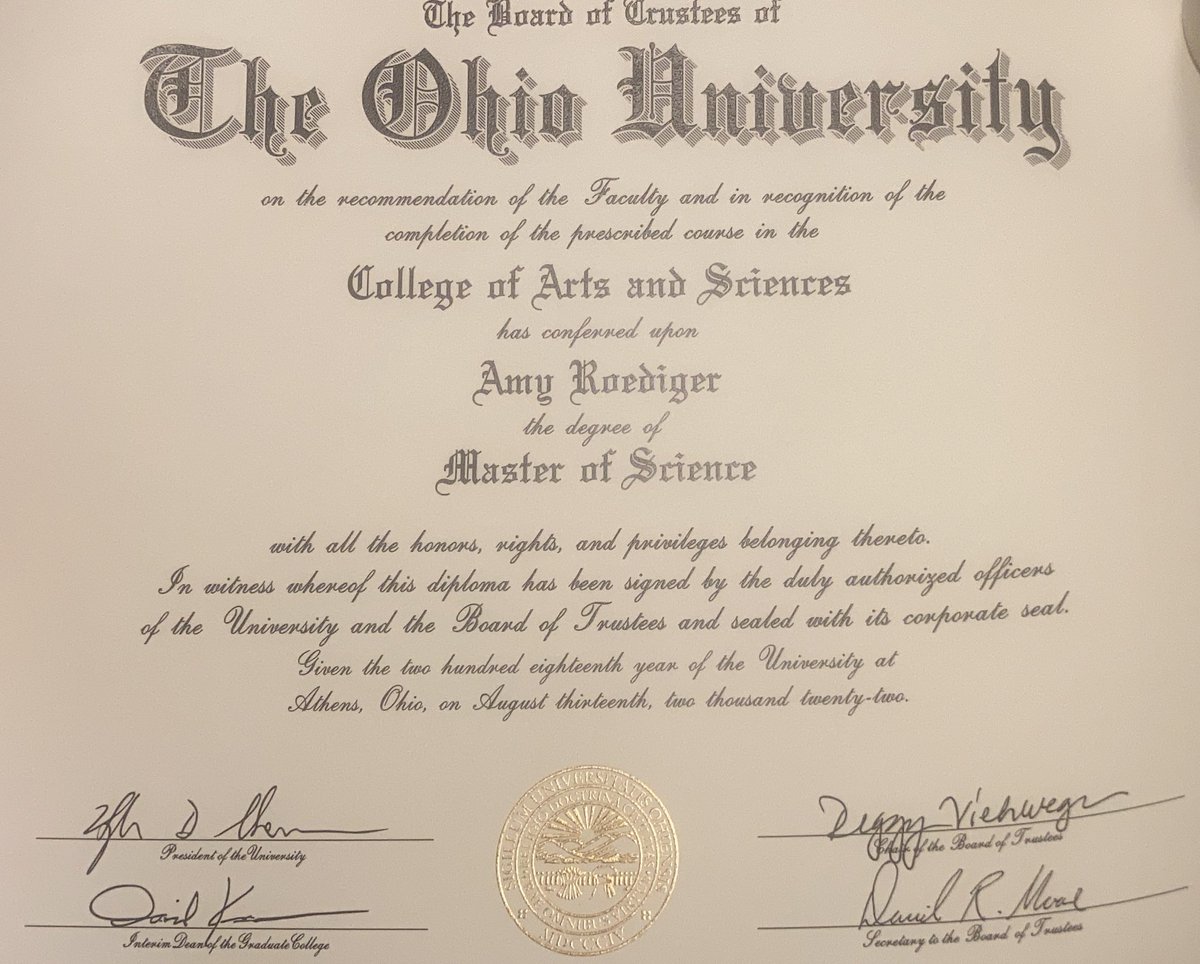 The Board of Trustees of
The Ohio University
on the recommendation of the Faculty and in recognition of the
completion of the prescribed course in the
College of Arts and Sciences
has conferred upon
Amy Roediger
the degree of
Master of Science
with all the honors, rights, and privileges belonging thereto.
In witness whereof this diploma has been signed by the duly authorized officers
of the University and the Board of Trustees and sealed with its corporate seal.
Given the two hundred eighteenth year of the University at
Athens, Ohio, on August thirteenth, two thousand twenty-two.
President of the University
Peggy Viehweger
Chair of the Board of Trustees
David
Interim Dean of the Graduate College
R.
Secretary to the Board of Trustees
MDCCCIV